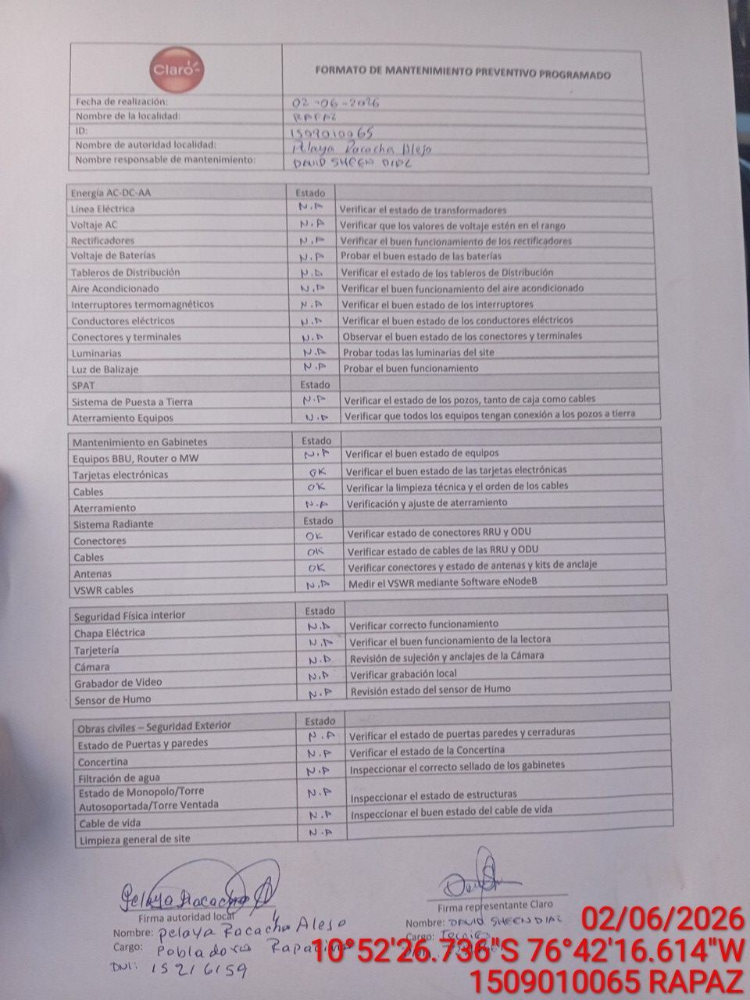 Claro
FORMATO DE MANTENIMIENTO PREVENTIVO PROGRAMADO
Fecha de realización: 02-06-2026
Nombre de la localidad: RAPAZ
ID: 1509010065
Nombre de autoridad localidad: Pelaya Racacha Alejo
Nombre responsable de mantenimiento: DAVID SHEEN DIAZ
Energía AC-DC-AA Estado
Línea Eléctrica N.A Verificar el estado de transformadores
Voltaje AC N.A Verificar que los valores de voltaje estén en el rango
Rectificadores N.A Verificar el buen funcionamiento de los rectificadores
Voltaje de Baterías N.A Probar el buen estado de las baterías
Tableros de Distribución N.A Verificar el estado de los tableros de Distribución
Aire Acondicionado N.A Verificar el buen funcionamiento del aire acondicionado
Interruptores termomagnéticos N.A Verificar el buen estado de los interruptores
Conductores eléctricos N.A Verificar el buen estado de los conductores eléctricos
Conectores y terminales N.A Observar el buen estado de los conectores y terminales
Luminarias N.A Probar todas las luminarias del site
Luz de Balizaje N.A Probar el buen funcionamiento
SPAT Estado
Sistema de Puesta a Tierra N.A Verificar el estado de los pozos, tanto de caja como cables
Aterramiento Equipos N.A Verificar que todos los equipos tengan conexión a los pozos a tierra
Mantenimiento en Gabinetes Estado
Equipos BBU, Router o MW N.A Verificar el buen estado de equipos
Tarjetas electrónicas OK Verificar el buen estado de las tarjetas electrónicas
Cables OK Verificar la limpieza técnica y el orden de los cables
Aterramiento N.A Verificación y ajuste de aterramiento
Sistema Radiante Estado
Conectores OK Verificar estado de conectores RRU y ODU
Cables OK Verificar estado de cables de las RRU y ODU
Antenas OK Verificar conectores y estado de antenas y kits de anclaje
VSWR cables N.A Medir el VSWR mediante Software eNodeB
Seguridad Física interior Estado
Chapa Eléctrica N.A Verificar correcto funcionamiento
Tarjetería N.A Verificar el buen funcionamiento de la lectora
Cámara N.A Revisión de sujeción y anclajes de la Cámara
Grabador de Video N.A Verificar grabación local
Sensor de Humo N.A Revisión estado del sensor de Humo
Obras civiles – Seguridad Exterior Estado
Estado de Puertas y paredes N.A Verificar el estado de puertas paredes y cerraduras
Concertina N.A Verificar el estado de la Concertina
Filtración de agua N.A Inspeccionar el correcto sellado de los gabinetes
Estado de Monopolo/Torre
Autosoportada/Torre Ventada N.A Inspeccionar el estado de estructuras
Cable de vida N.A Inspeccionar el buen estado del cable de vida
Limpieza general de site N.A
Pelaya Racacha
Firma autoridad local
Nombre: Pelaya Racacha Alejo
Cargo: Pobladora
DNI: 15216159
Firma representante Claro
Nombre: DAVID SHEEN DIAZ
Cargo: Tecnico
02/06/2026
10°52'26.736"S 76°42'16.614"W
1509010065 RAPAZ